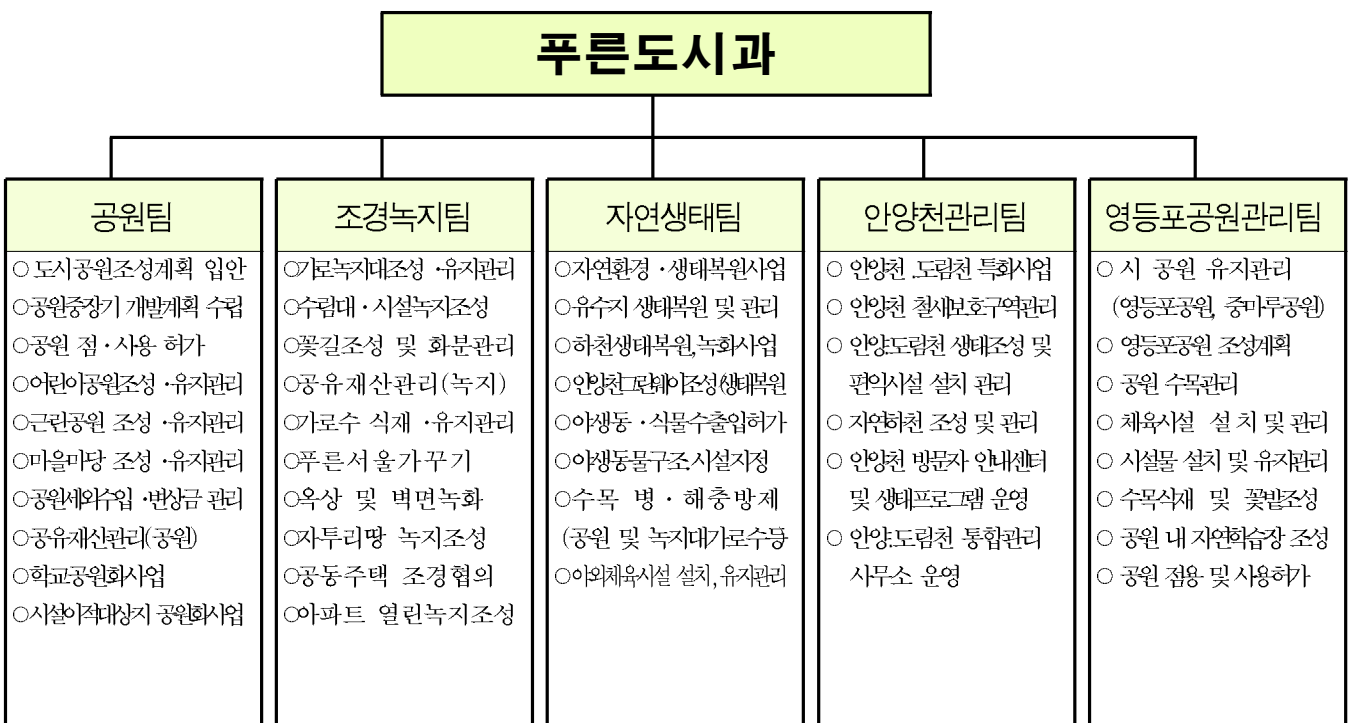 푸른도시과
공원팀
○ 도시공원조성계획 입안
○공원중장기 개발계획 수립
○공원 점·사용 허가
○어린이공원조성 ·유지관리
○근린공원 조성 ·유지관리
○마을마당 조성 ·유지관리
○공원세외수입 ·변상금 관리
○공유재산관리(공원)
○학교공원화사업
○시설이적대상지 공원화사업
조경녹지팀
○가로녹지대조성 ·유지관리
○수림대·시설녹지조성
○꽃길조성 및 화분관리
○공유재산관리(녹지)
○가로수 식재 ·유지관리
○푸른서울가꾸기
○옥상 및 벽면녹화
○자투리땅 녹지조성
○공동주택 조경협의
○아파트 열린녹지조성
자연생태팀
○자연환경·생태복원사업
○유수지 생태복원 및 관리
○하천생태복원,녹화사업
○안양천그린웨이조성(생태복원
○야생동·식물수출입허가
○야생동물구조시설지정
○수목 병·해충방제
(공원 및 녹지대가로수등)
○야외체육시설 설치, 유지관리
안양천관리팀
○ 안양천 .도림천 특화사업
○ 안양천 철새보호구역관리
○ 안양.도림천 생태조성 및
편익시설 설치 관리
○ 자연하천 조성 및 관리
○ 안양천 방문자 안내센터
및 생태프로그램 운영
○ 안양.도림천 통합관리
사무소 운영
영등포공원관리팀
○ 시 공원 유지관리
(영등포공원, 중마루공원)
○ 영등포공원 조성계획
○ 공원 수목관리
○ 체육시설 설치 및 관리
○ 시설물 설치 및 유지관리
○ 수목식재 및 꽃밭조성
○ 공원 내 자연학습장 조성
○ 공원 점용 및 사용허가